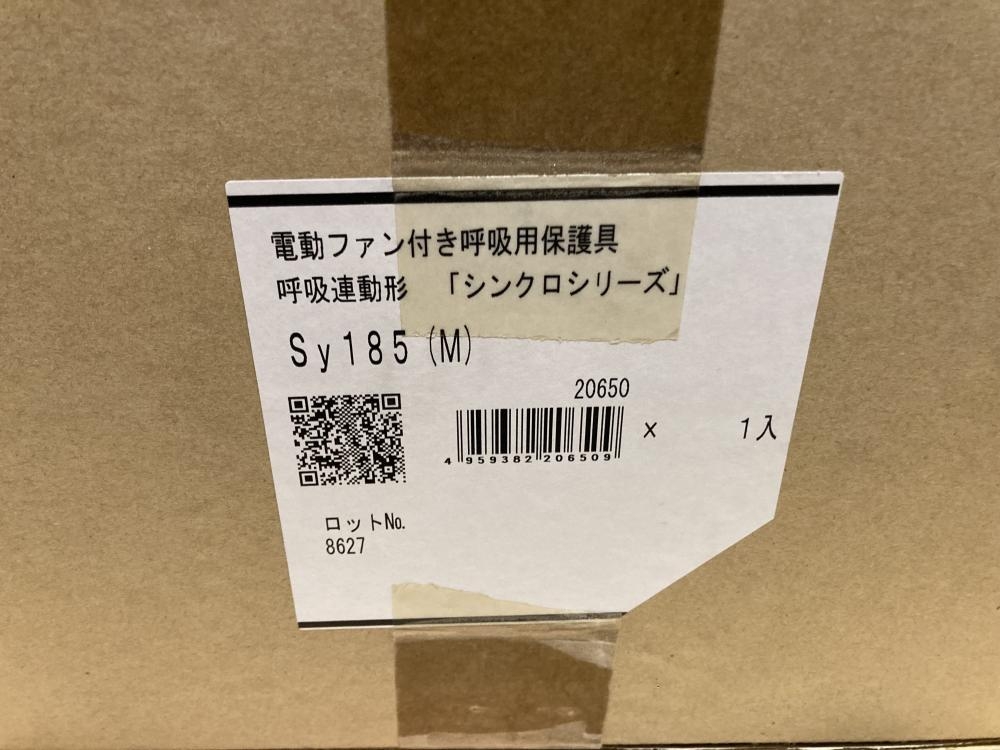 電動ファン付き呼吸用保護具
呼吸連動形 「シンクロシリーズ」
Sy185(M)
20650
× 1入
4 959382 206509
ロットNo.
8627